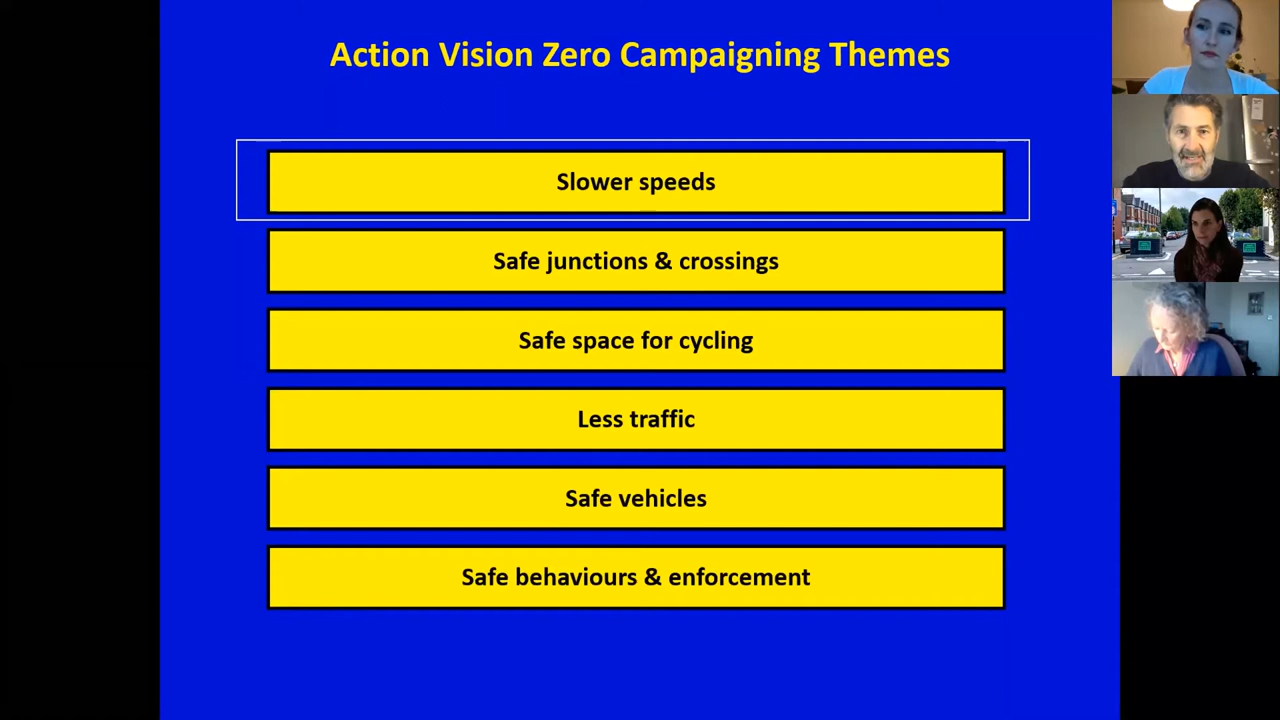 Action Vision Zero Campaigning Themes
Slower speeds
Safe junctions & crossings
Safe space for cycling
Less traffic
Safe vehicles
Safe behaviours & enforcement